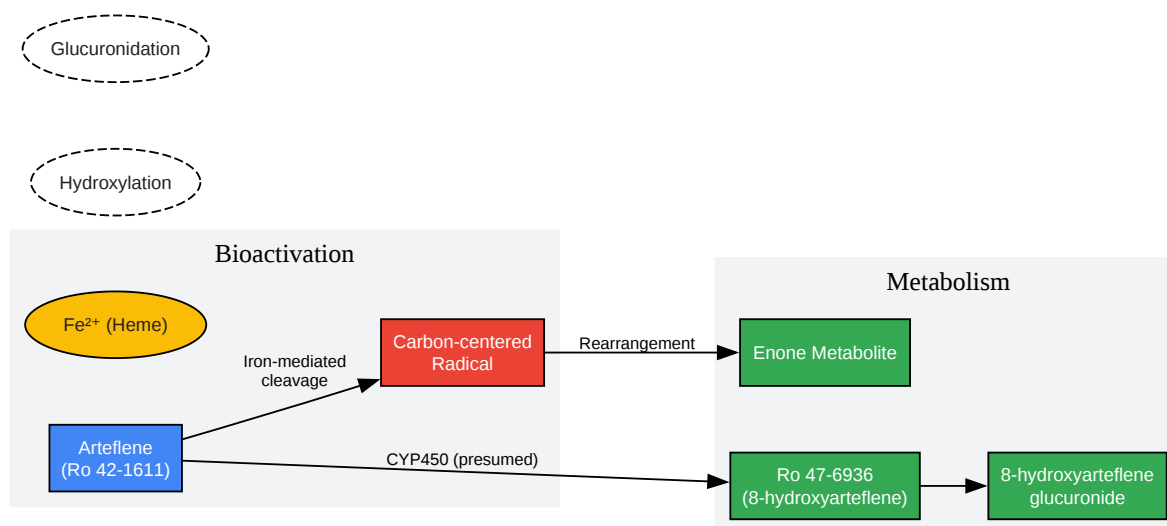 Glucuronidation
Hydroxylation
Bioactivation
Metabolism
Fe²⁺ (Heme)
Carbon-centered
Radical
Rearrangement
Enone Metabolite
Iron-mediated
cleavage
Arteflene
(Ro 42-1611)
CYP450 (presumed)
Ro 47-6936
(8-hydroxyarteflene)
8-hydroxyarteflene
glucuronide